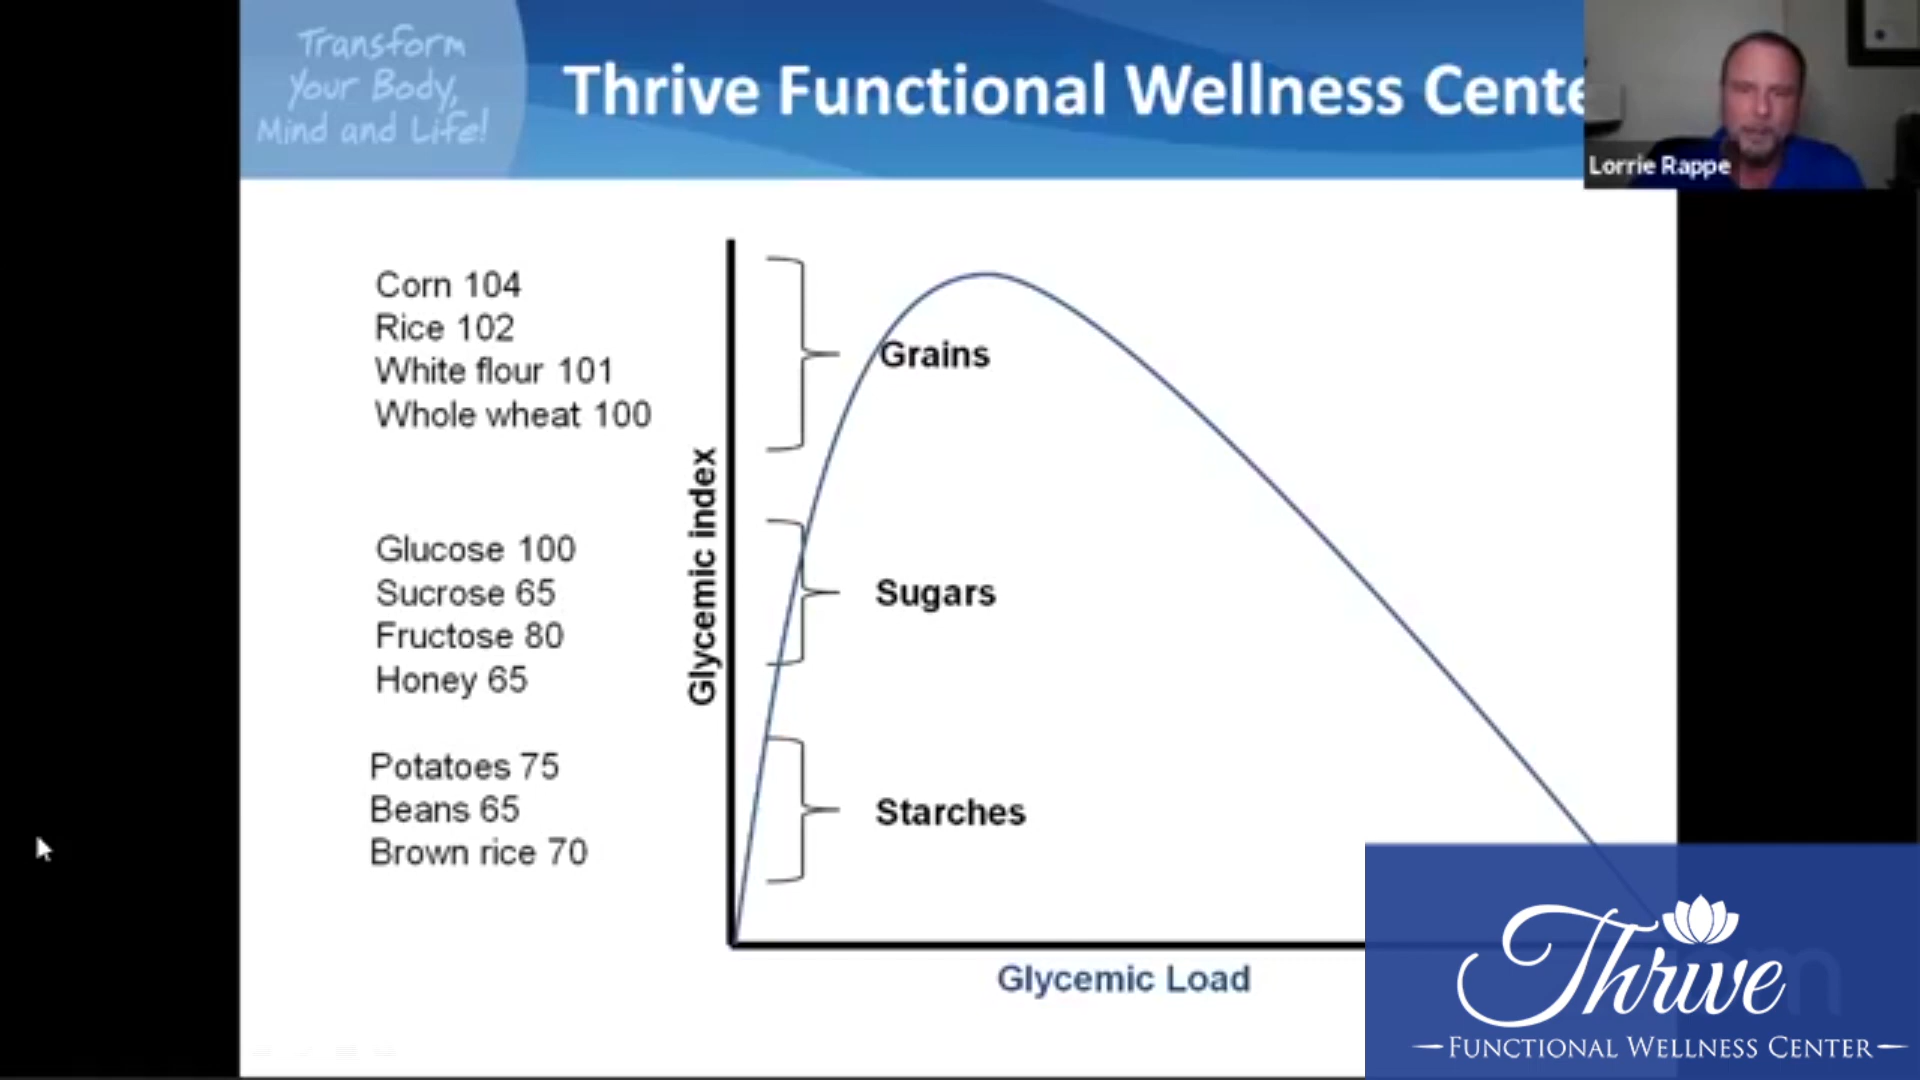 Transform
Your Body,
Mind and Life!
Thrive Functional Wellness Cente
Lorrie Rappe
Corn 104
Rice 102
White flour 101
Whole wheat 100
Grains
Glycemic index
Glucose 100
Sucrose 65
Fructose 80
Honey 65
Sugars
Potatoes 75
Beans 65
Brown rice 70
Starches
Glycemic Load
Thrive
FUNCTIONAL WELLNESS CENTER